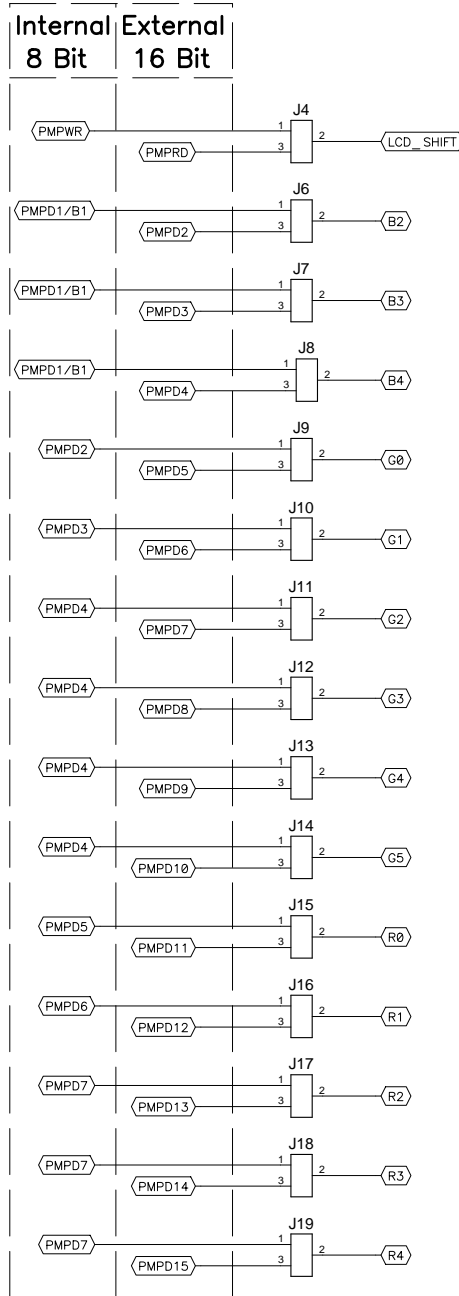 Internal External
8 Bit 16 Bit
J4
PMPWR 1 2 LCD_SHIFT
PMPRD 3
J6
PMPD1/B1 1 2 B2
PMPD2 3
J7
PMPD1/B1 1 2 B3
PMPD3 3
J8
PMPD1/B1 1 2 B4
PMPD4 3
J9
PMPD2 1 2 G0
PMPD5 3
J10
PMPD3 1 2 G1
PMPD6 3
J11
PMPD4 1 2 G2
PMPD7 3
J12
PMPD4 1 2 G3
PMPD8 3
J13
PMPD4 1 2 G4
PMPD9 3
J14
PMPD4 1 2 G5
PMPD10 3
J15
PMPD5 1 2 R0
PMPD11 3
J16
PMPD6 1 2 R1
PMPD12 3
J17
PMPD7 1 2 R2
PMPD13 3
J18
PMPD7 1 2 R3
PMPD14 3
J19
PMPD7 1 2 R4
PMPD15 3